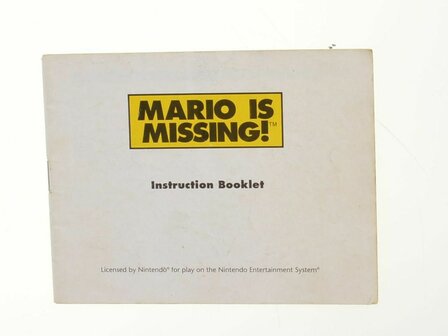 MARIO IS
MISSING!™
Instruction Booklet
Licensed by Nintendo® for play on the Nintendo Entertainment System®